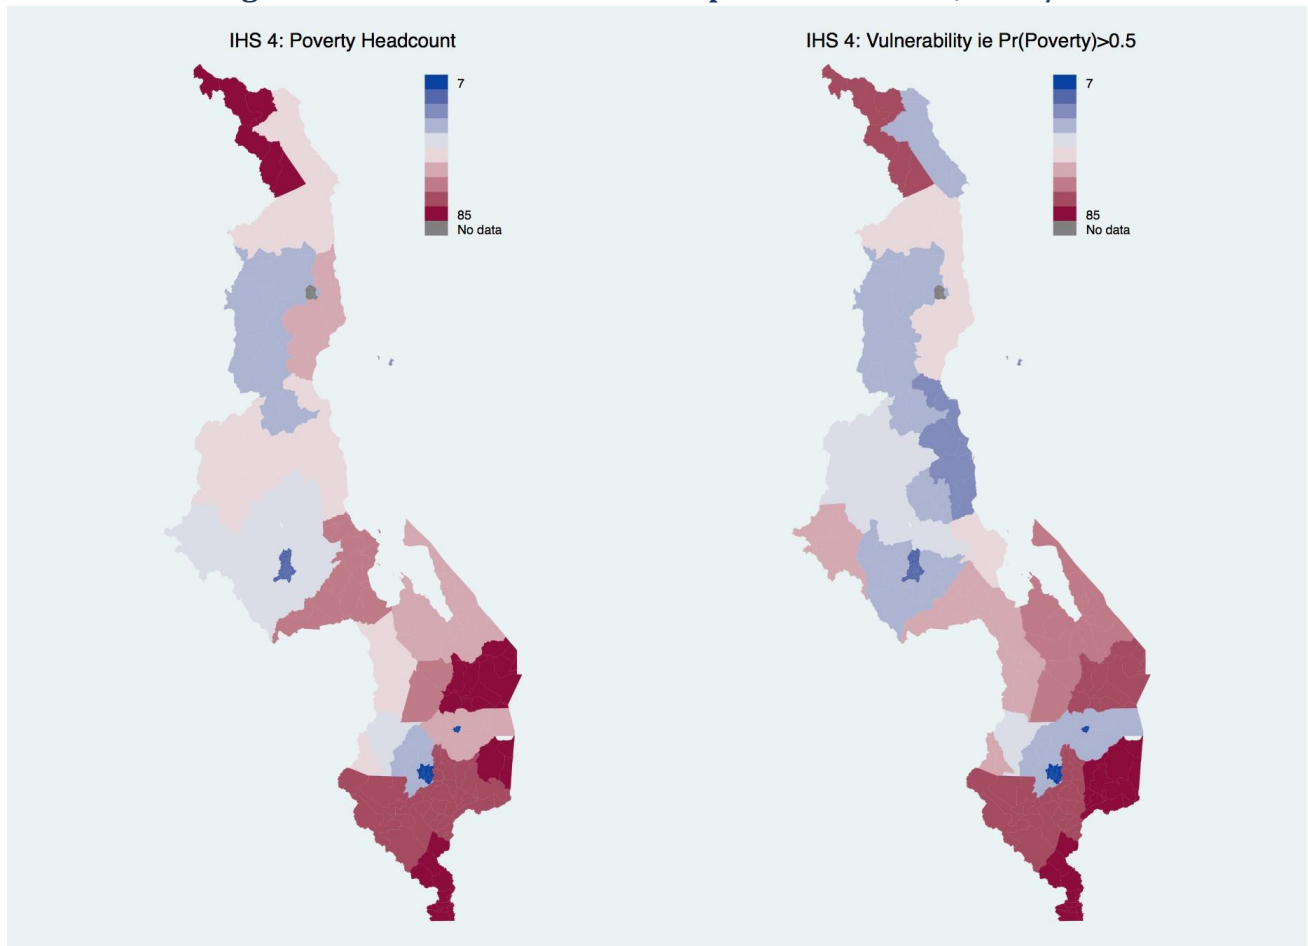 IHS 4: Poverty Headcount
7
85
No data
IHS 4: Vulnerability ie Pr(Poverty)>0.5
7
85
No data